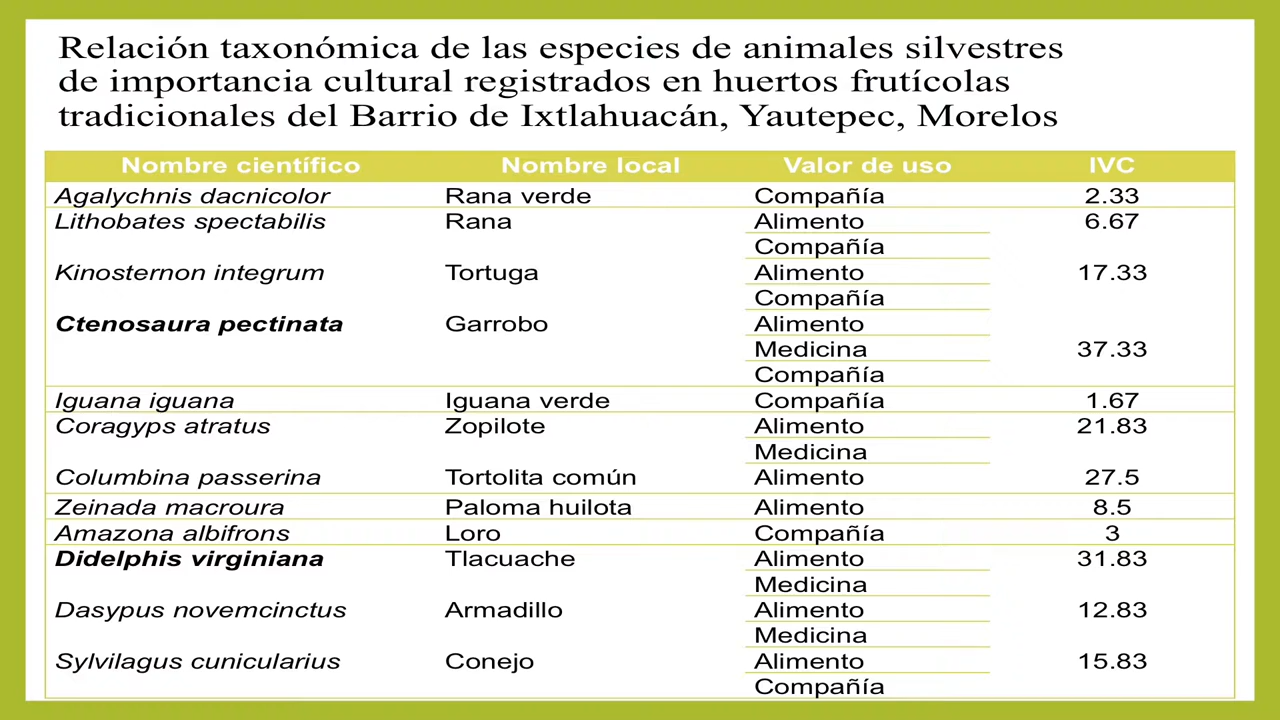 Relación taxonómica de las especies de animales silvestres
de importancia cultural registrados en huertos frutícolas
tradicionales del Barrio de Ixtlahuacán, Yautepec, Morelos
Nombre científico Nombre local Valor de uso IVC
Agalychnis dacnicolor Rana verde Compañía 2.33
Lithobates spectabilis Rana Alimento 6.67
Compañía
Kinosternon integrum Tortuga Alimento 17.33
Compañía
Ctenosaura pectinata Garrobo Alimento
Medicina 37.33
Compañía
Iguana iguana Iguana verde Compañía 1.67
Coragyps atratus Zopilote Alimento 21.83
Medicina
Columbina passerina Tortolita común Alimento 27.5
Zeinada macroura Paloma huilota Alimento 8.5
Amazona albifrons Loro Compañía 3
Didelphis virginiana Tlacuache Alimento 31.83
Medicina
Dasypus novemcinctus Armadillo Alimento 12.83
Medicina
Sylvilagus cunicularius Conejo Alimento 15.83
Compañía